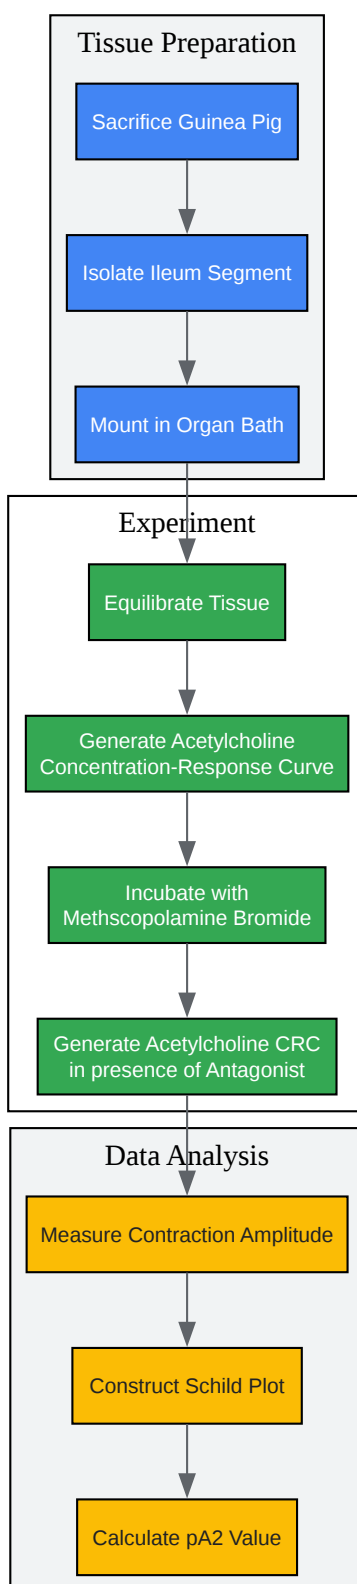 Tissue Preparation
Sacrifice Guinea Pig
Isolate Ileum Segment
Mount in Organ Bath
Experiment
Equilibrate Tissue
Generate Acetylcholine
Concentration-Response Curve
Incubate with
Methscopolamine Bromide
Generate Acetylcholine CRC
in presence of Antagonist
Data Analysis
Measure Contraction Amplitude
Construct Schild Plot
Calculate pA2 Value